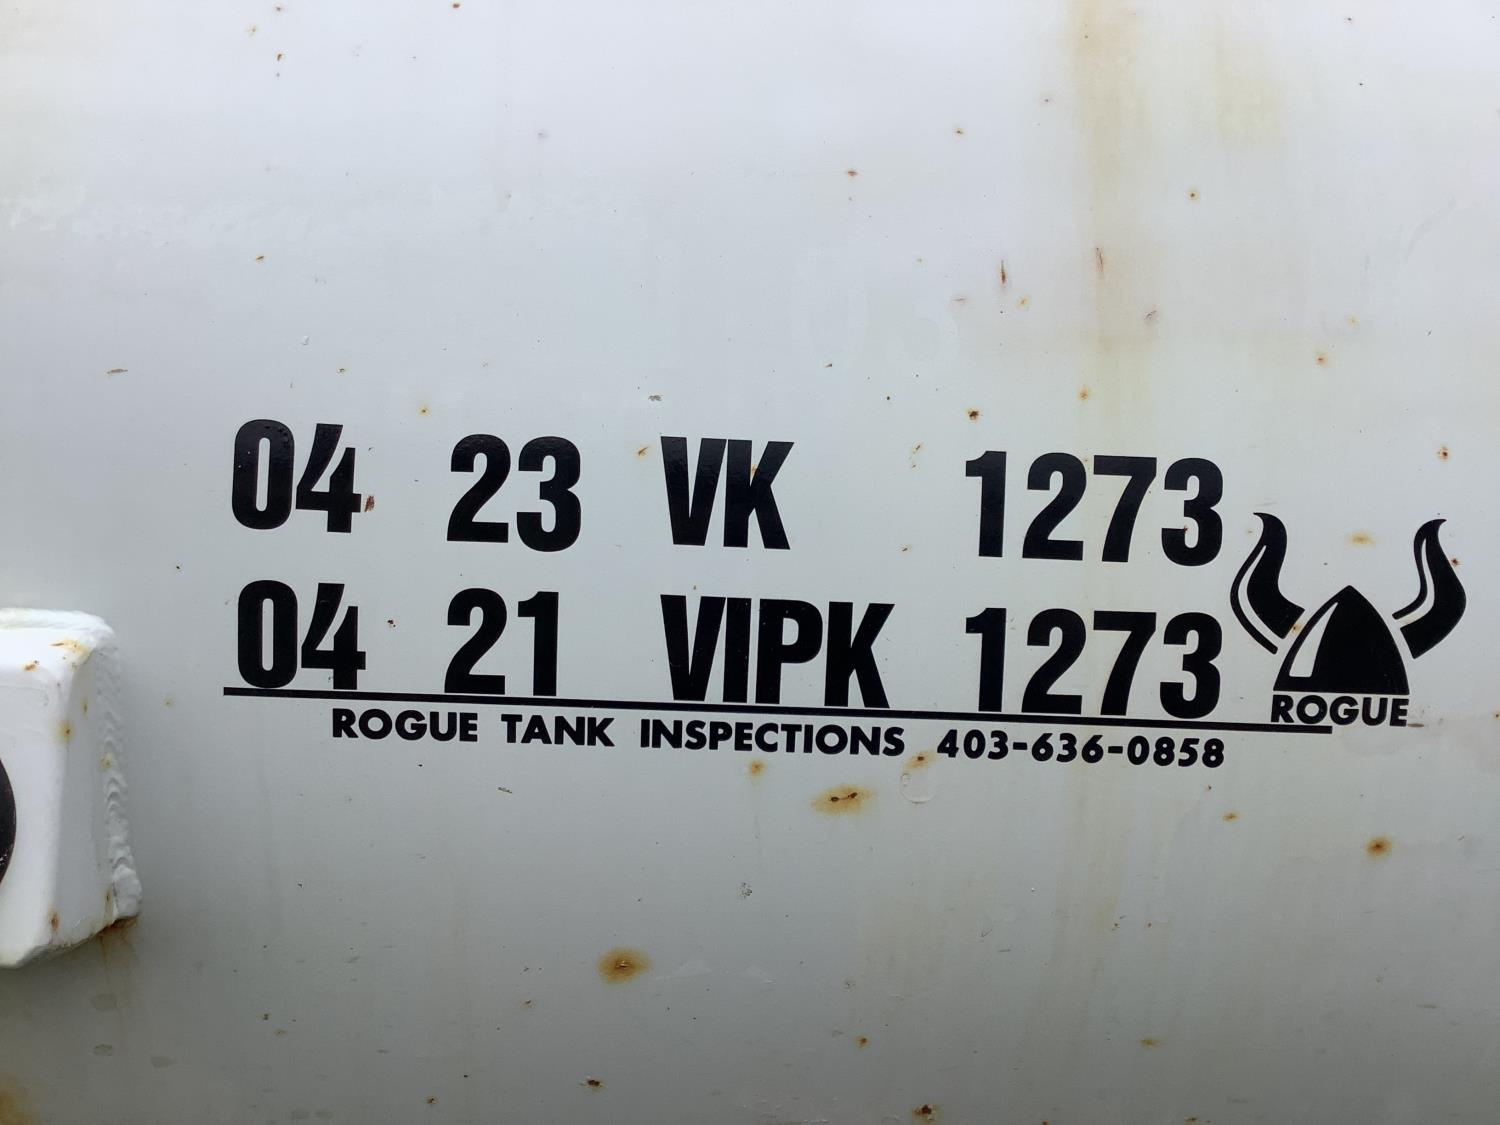 04 23 VK 1273
04 21 VIPK 1273
ROGUE
ROGUE TANK INSPECTIONS 403-636-0858